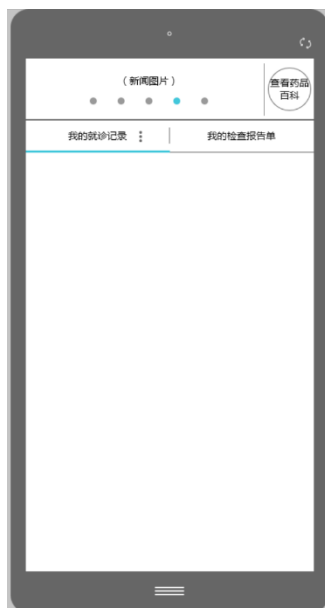 （新闻图片）
查看药品
百科
我的就诊记录
我的检查报告单